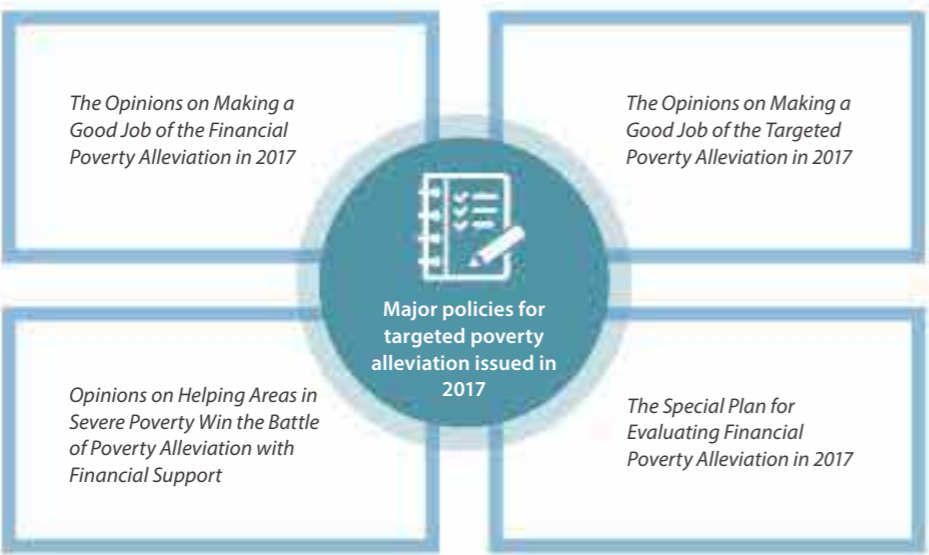 The Opinions on Making a
Good Job of the Financial
Poverty Alleviation in 2017
The Opinions on Making a
Good Job of the Targeted
Poverty Alleviation in 2017
Major policies for
targeted poverty
alleviation issued in
2017
Opinions on Helping Areas in
Severe Poverty Win the Battle
of Poverty Alleviation with
Financial Support
The Special Plan for
Evaluating Financial
Poverty Alleviation in 2017